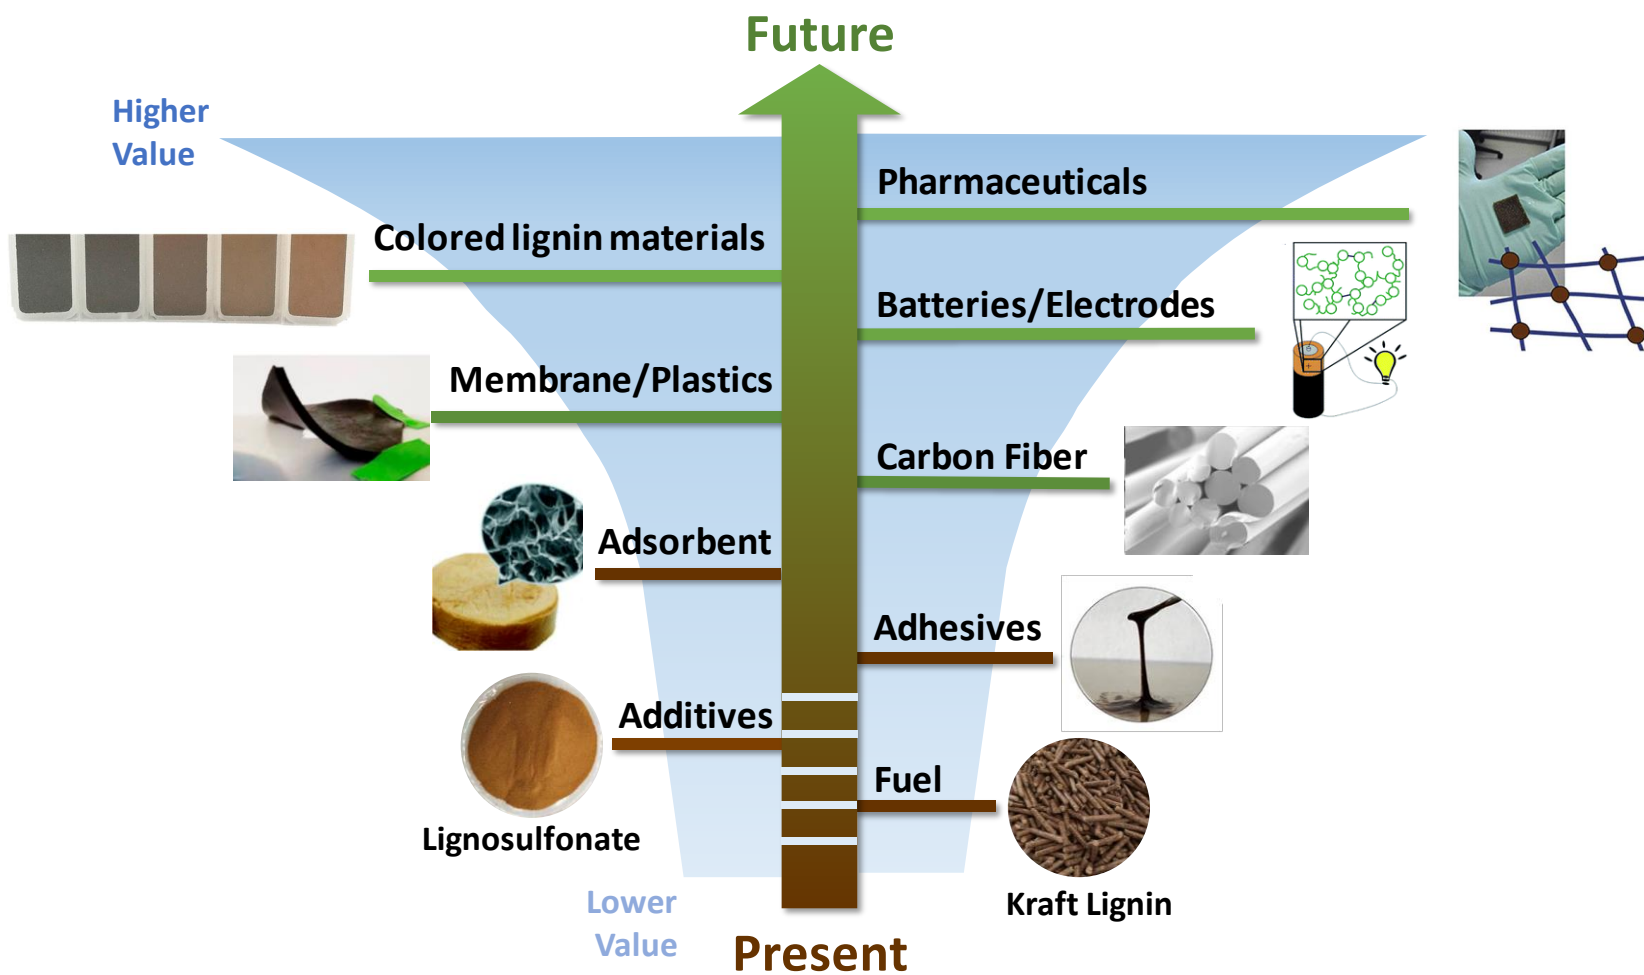 Future
Higher
Value
Pharmaceuticals
Colored lignin materials
Batteries/Electrodes
Membrane/Plastics
Carbon Fiber
Adsorbent
Adhesives
Additives
Fuel
Lignosulfonate
Kraft Lignin
Lower
Value
Present